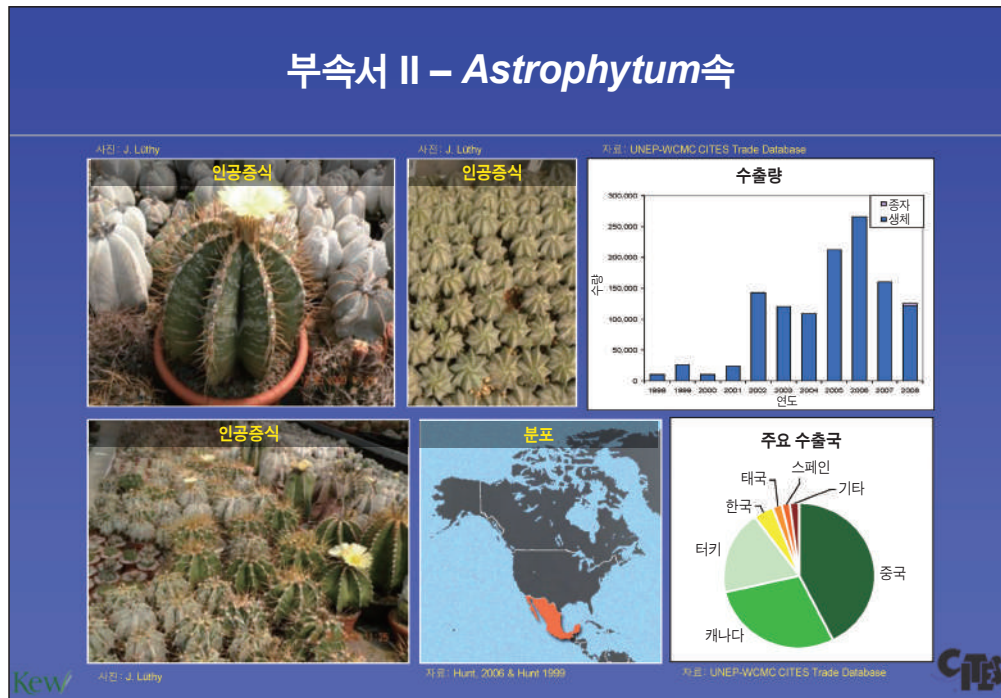 부속서 II – Astrophytum속
사진: J. Lüthy
인공증식
사진: J. Lüthy
인공증식
자료: UNEP-WCMC CITES Trade Database
수출량
300,000
250,000
200,000
150,000
100,000
50,000
0
수량
종자
생체
1998 1999 2000 2001 2002 2003 2004 2005 2006 2007 2008
연도
인공증식
사진: J. Lüthy
분포
자료: Hunt, 2006 & Hunt 1999
주요 수출국
스페인
태국
기타
한국
터키
중국
캐나다
자료: UNEP-WCMC CITES Trade Database
Kew
CITES